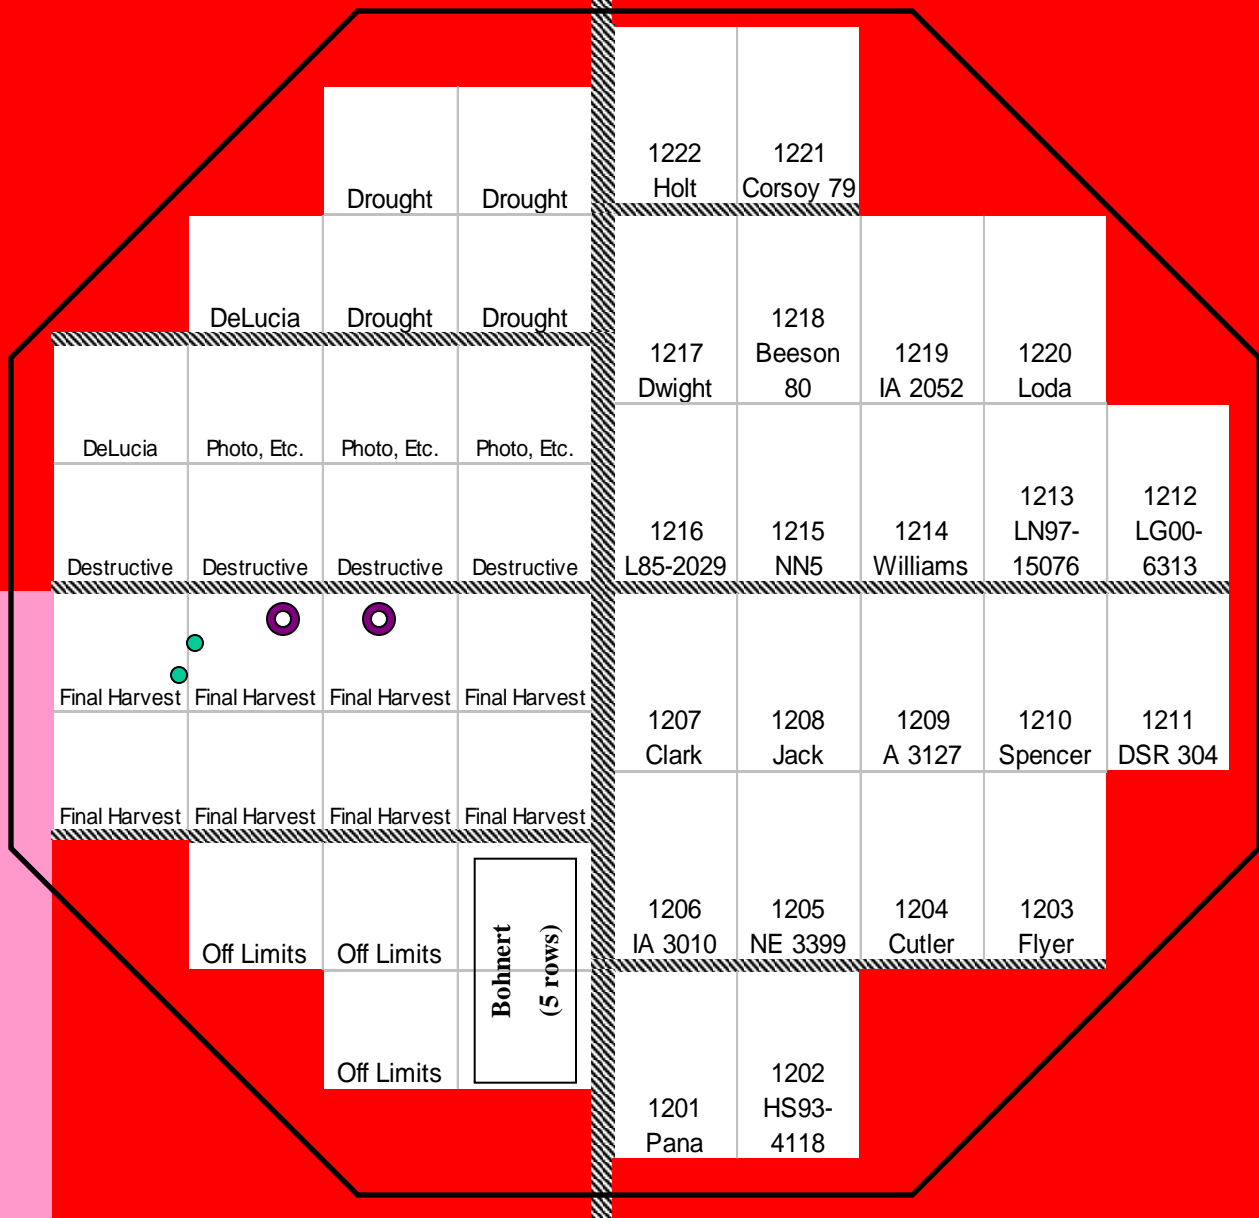 Drought
Drought
DeLucia
Drought
Drought
DeLucia
Photo, Etc.
Photo, Etc.
Photo, Etc.
Destructive
Destructive
Destructive
Destructive
Final Harvest
Final Harvest
Final Harvest
Final Harvest
Final Harvest
Final Harvest
Final Harvest
Final Harvest
Off Limits
Off Limits
Bohnert
(5 rows)
Off Limits
1222
Holt
1221
Corsoy 79
1217
Dwight
1218
Beeson
80
1219
IA 2052
1220
Loda
1216
L85-2029
1215
NN5
1214
Williams
1213
LN97-
15076
1212
LG00-
6313
1207
Clark
1208
Jack
1209
A 3127
1210
Spencer
1211
DSR 304
1206
IA 3010
1205
NE 3399
1204
Cutler
1203
Flyer
1201
Pana
1202
HS93-
4118